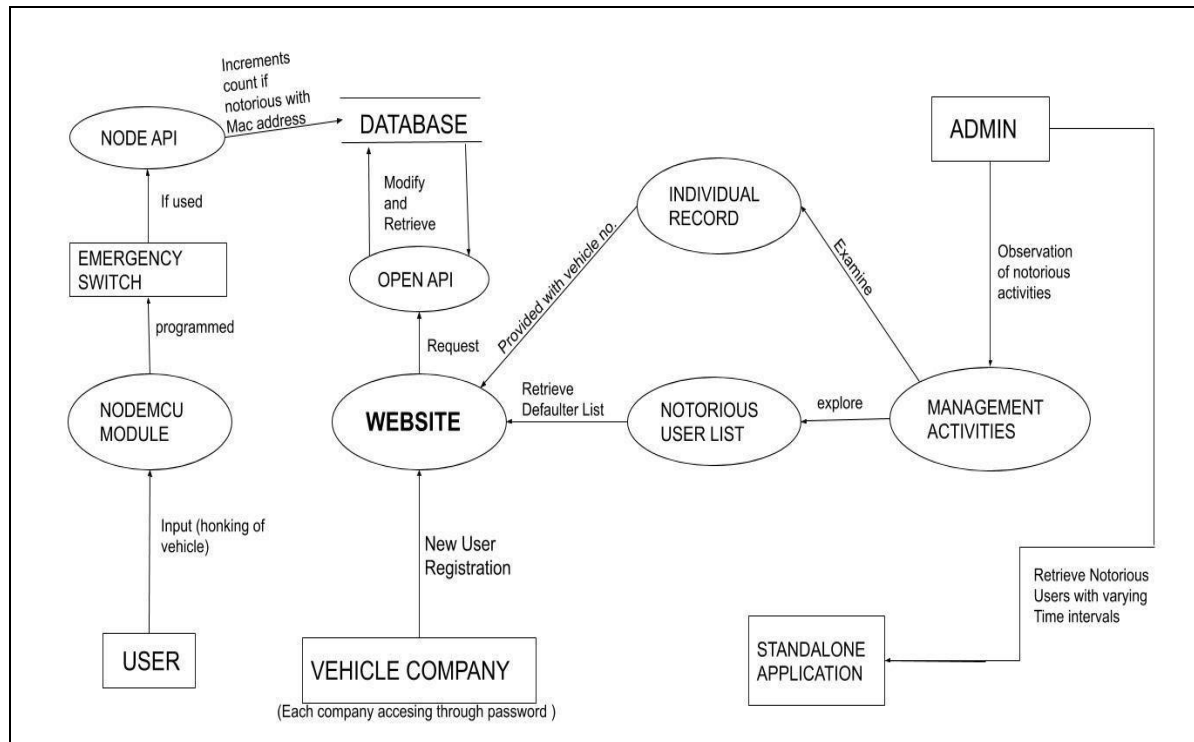 Increments
count if
notorious with
Mac address
NODE API
DATABASE
ADMIN
If used
Modify
and
Retrieve
INDIVIDUAL
RECORD
EMERGENCY
SWITCH
OPEN API
Provided with vehicle no.
Examine
Observation
of notorious
activities
programmed
Request
NODEMCU
MODULE
WEBSITE
Retrieve
Defaulter List
NOTORIOUS
USER LIST
explore
MANAGEMENT
ACTIVITIES
Input (honking of
vehicle)
New User
Registration
Retrieve Notorious
Users with varying
Time intervals
USER
VEHICLE COMPANY
(Each company accesing through password )
STANDALONE
APPLICATION